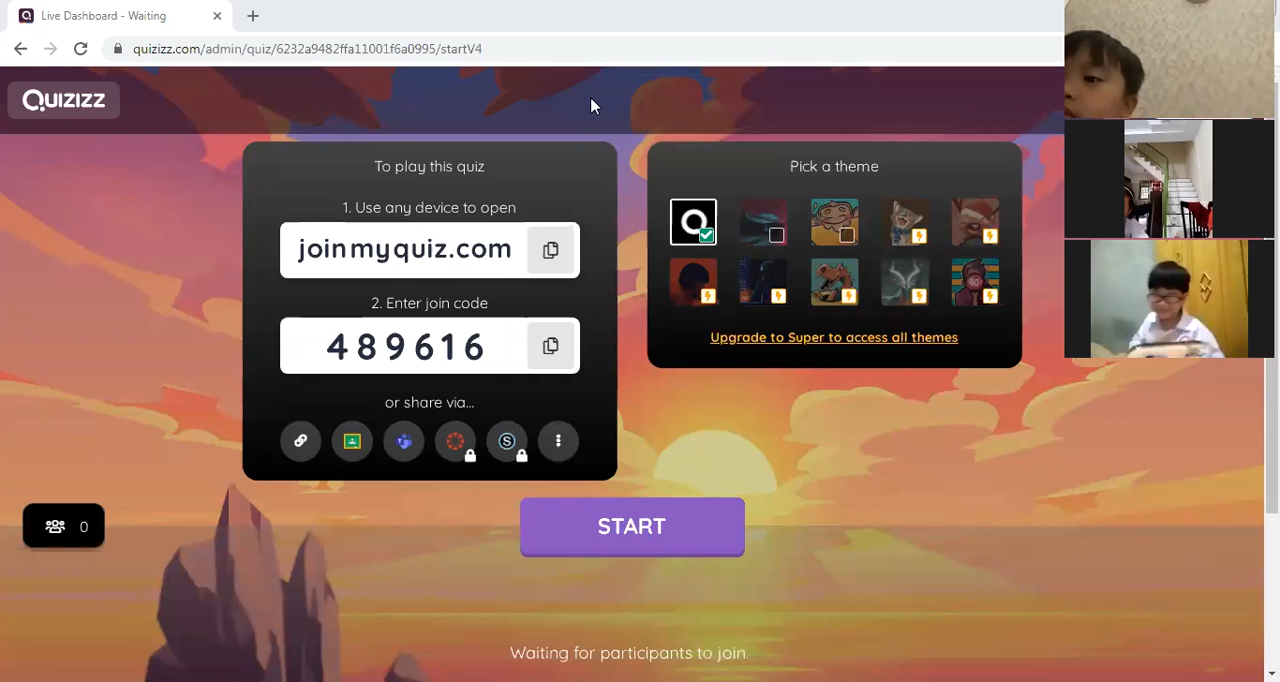 Live Dashboard - Waiting
quizizz.com/admin/quiz/6232a9482ffa11001f6a0995/startV4
QUIZIZZ
To play this quiz
1. Use any device to open
joinmyquiz.com
2. Enter join code
489616
or share via...
Pick a theme
Upgrade to Super to access all themes
0
START
Waiting for participants to join.